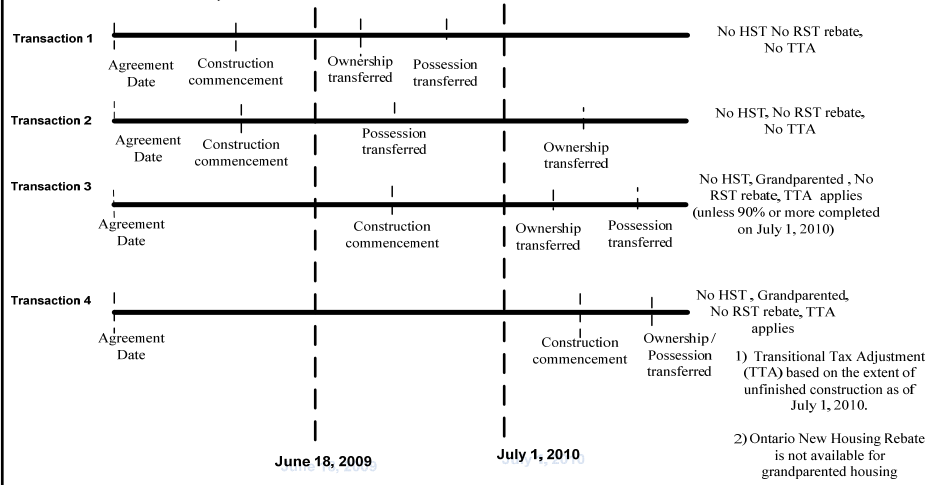 Transaction 1
Agreement
Date
Construction
commencement
Ownership
transferred
Possession
transferred
No HST No RST rebate,
No TTA
Transaction 2
Agreement
Date
Construction
commencement
Possession
transferred
Ownership
transferred
No HST, No RST rebate,
No TTA
Transaction 3
Agreement
Date
Construction
commencement
Ownership
transferred
Possession
transferred
No HST, Grandparented , No
RST rebate, TTA applies
(unless 90% or more completed
on July 1, 2010)
Transaction 4
Agreement
Date
Construction
commencement
Ownership/
Possession
transferred
No HST , Grandparented,
No RST rebate, TTA
applies
1) Transitional Tax Adjustment
(TTA) based on the extent of
unfinished construction as of
July 1, 2010.
2) Ontario New Housing Rebate
is not available for
grandparented housing
June 18, 2009
July 1, 2010